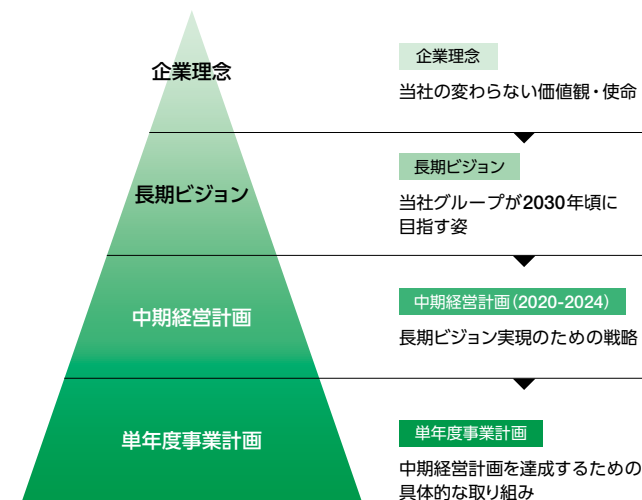 企業理念
長期ビジョン
中期経営計画
単年度事業計画
企業理念
当社の変わらない価値観・使命
長期ビジョン
当社グループが2030年頃に
目指す姿
中期経営計画(2020-2024)
長期ビジョン実現のための戦略
単年度事業計画
中期経営計画を達成するための
具体的な取り組み